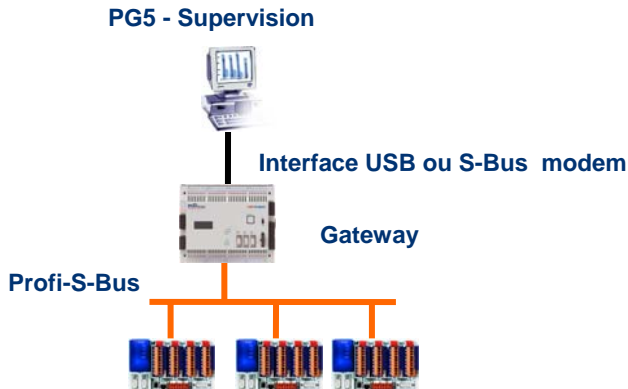 PG5 - Supervision
Interface USB ou S-Bus modem
Gateway
Profi-S-Bus